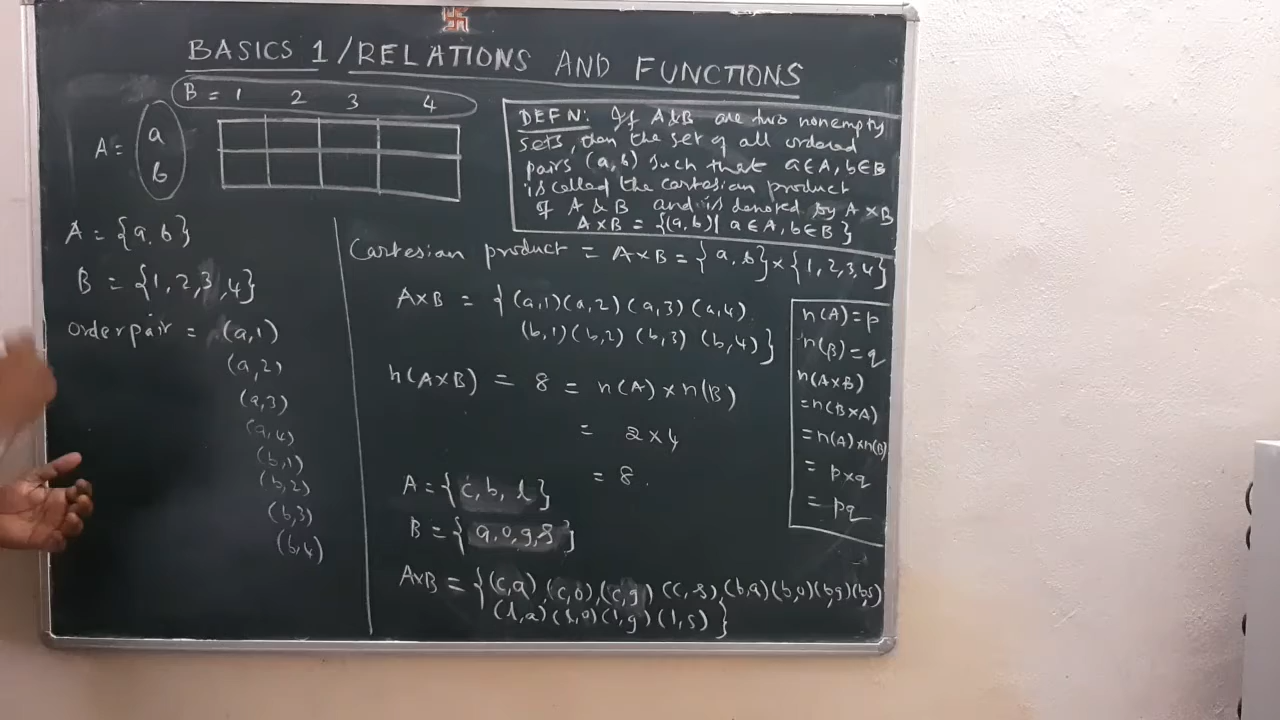 BASICS 1 / RELATIONS AND FUNCTIONS
B = 1 2 3 4
A = a
b
DEFN: If A&B are two nonempty
sets, then the set of all ordered
pairs (a,b) such that a∈A, b∈B
is called the cartesian product
of A & B and is denoted by A×B
A×B = {(a,b)| a∈A, b∈B}
A = {a,b}
B = {1,2,3,4}
Order pair = (a,1)
(a,2)
(a,3)
(a,4)
(b,1)
(b,2)
(b,3)
(b,4)
Cartesian product = A×B = {a,b}×{1,2,3,4}
A×B = {(a,1)(a,2)(a,3)(a,4)
(b,1)(b,2)(b,3)(b,4)}
n(A×B) = 8 = n(A)×n(B)
= 2×4
= 8.
A = {c,b,l}
B = {a,o,g,s}
A×B = {(c,a),(c,o),(c,g)(c,s),(b,a)(b,o)(b,g)(b,s)
(l,a)(l,o)(l,g)(l,s)}
n(A)=p
n(B)=q
n(A×B)
=n(B×A)
=n(A)×n(B)
= p×q
= pq